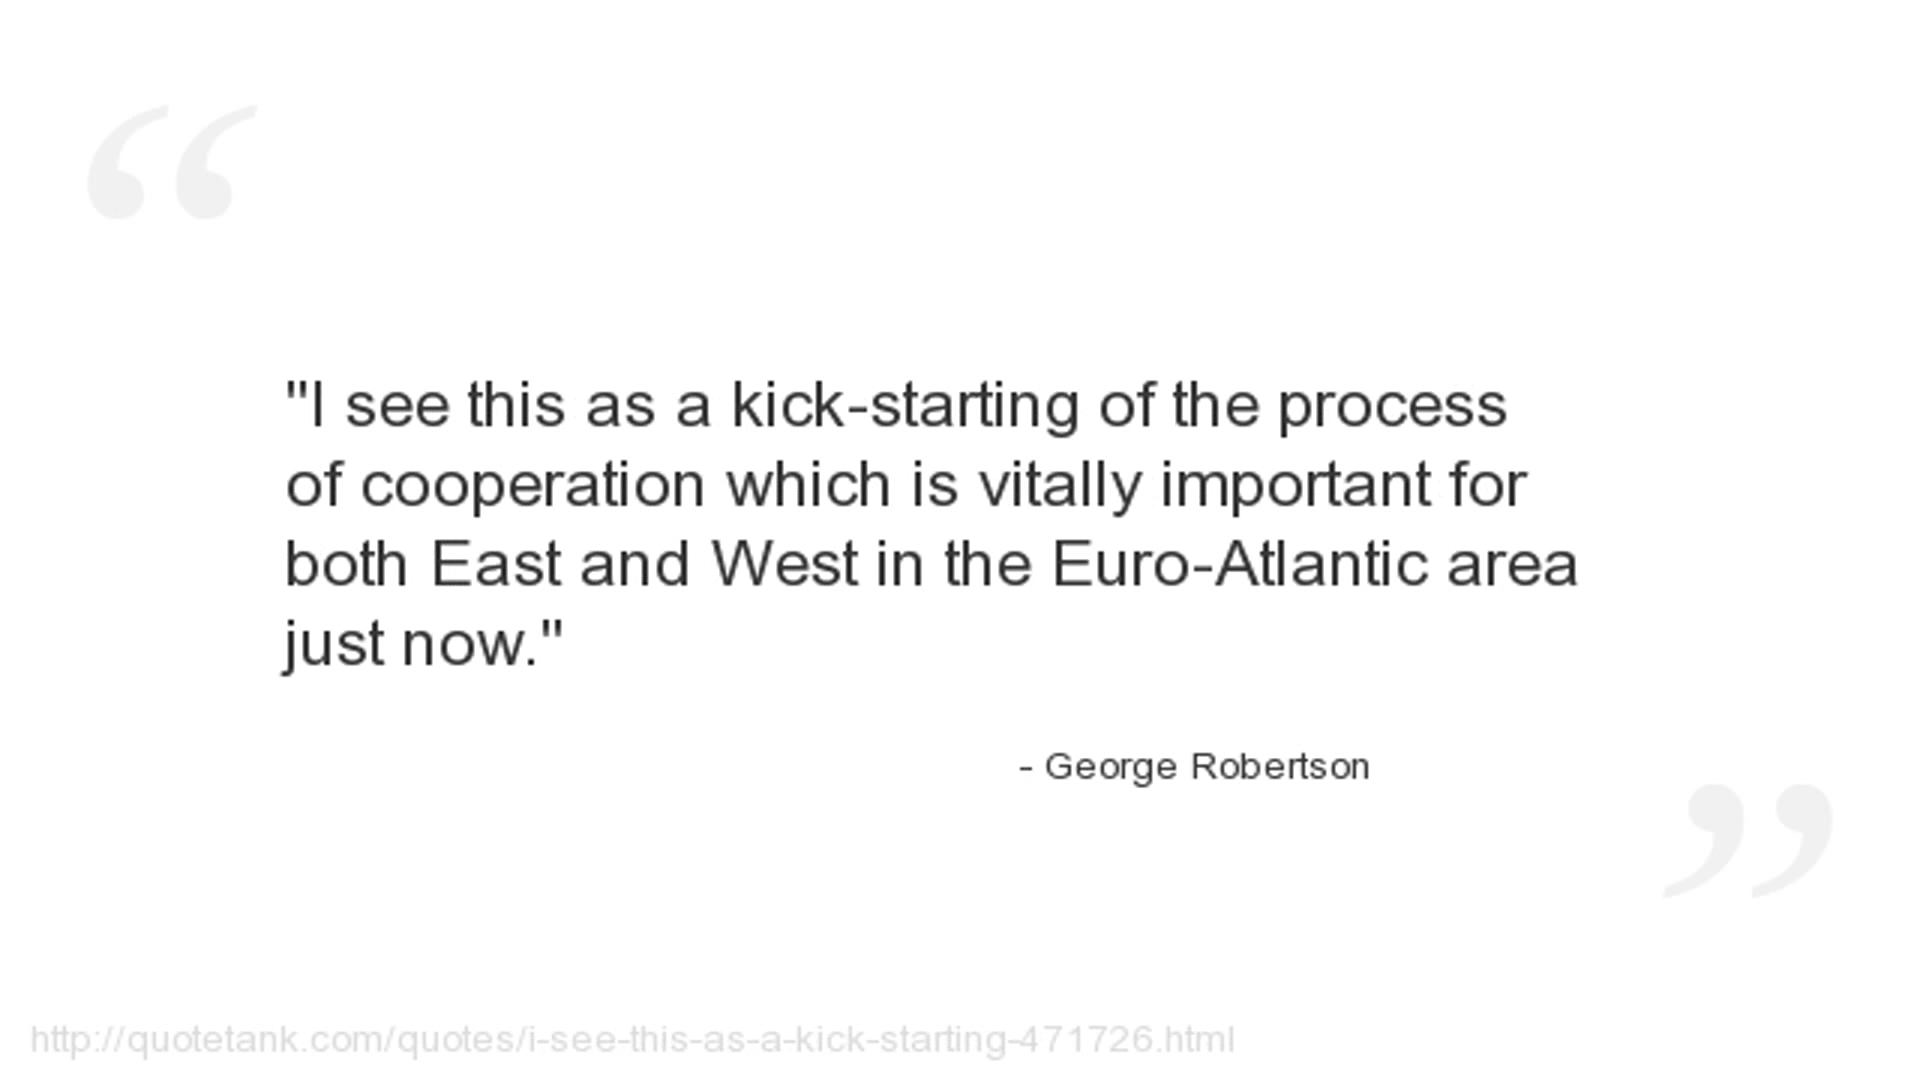 "I see this as a kick-starting of the process
of cooperation which is vitally important for
both East and West in the Euro-Atlantic area
just now."
- George Robertson
http://quotetank.com/quotes/i-see-this-as-a-kick-starting-471726.html